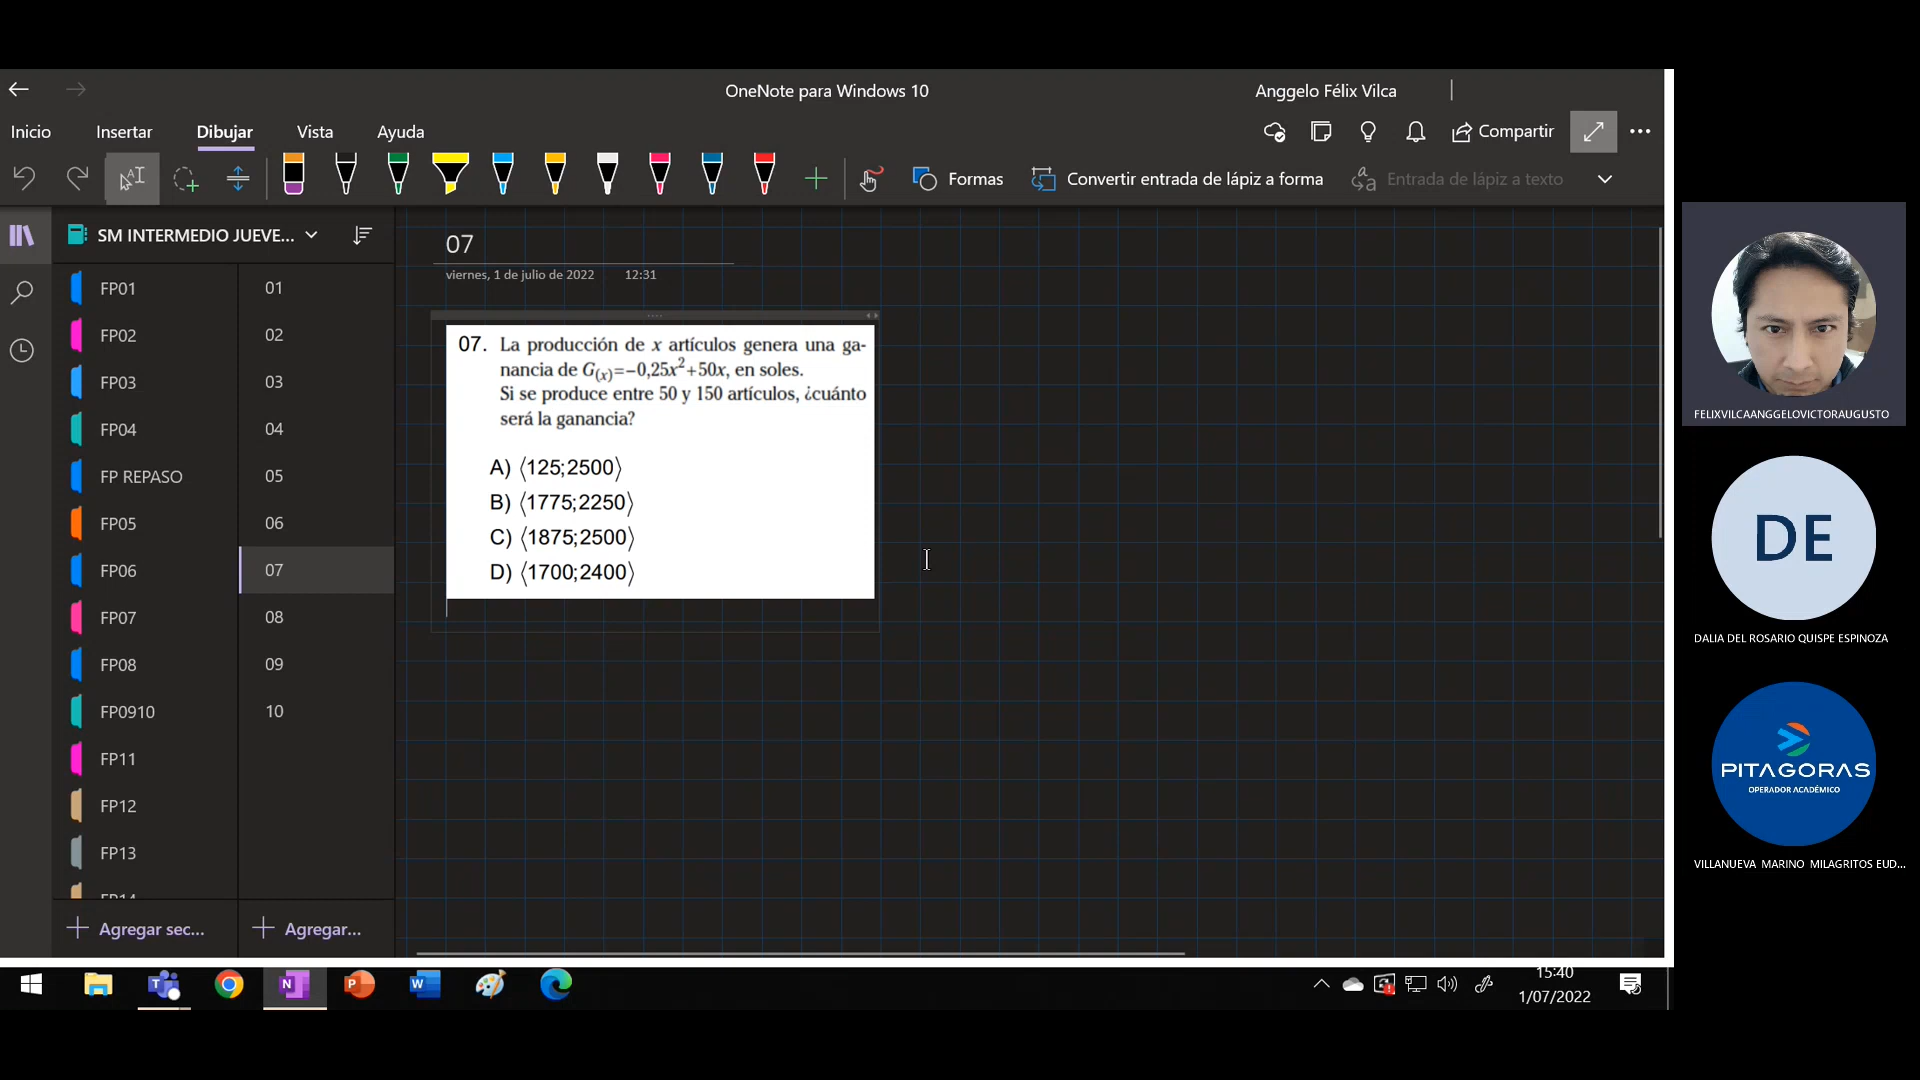 OneNote para Windows 10
Anggelo Félix Vilca
Inicio
Insertar
Dibujar
Vista
Ayuda
Compartir
Formas
Convertir entrada de lápiz a forma
Entrada de lápiz a texto
SM INTERMEDIO JUEVE...
FP01
FP02
FP03
FP04
FP REPASO
FP05
FP06
FP07
FP08
FP0910
FP11
FP12
FP13
FP14
Agregar sec...
01
02
03
04
05
06
07
08
09
10
Agregar...
07
viernes, 1 de julio de 2022 12:31
07. La producción de x artículos genera una ga-
nancia de G(x)=−0,25x²+50x, en soles.
Si se produce entre 50 y 150 artículos, ¿cuánto
será la ganancia?
A) ⟨125;2500⟩
B) ⟨1775;2250⟩
C) ⟨1875;2500⟩
D) ⟨1700;2400⟩
FELIXVILCAANGGELOVICTORAUGUSTO
DE
DALIA DEL ROSARIO QUISPE ESPINOZA
PITAGORAS
OPERADOR ACADÉMICO
VILLANUEVA MARINO MILAGRITOS EUD...
15:40
1/07/2022